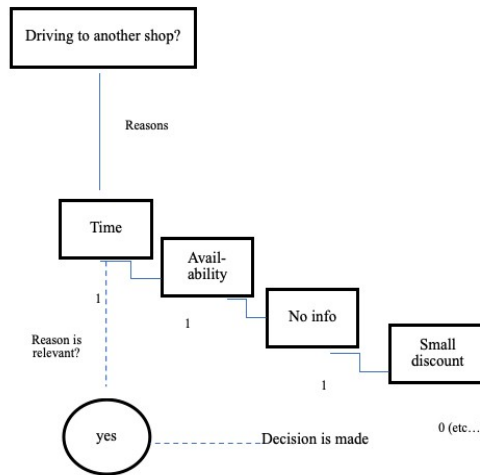 Driving to another shop?
Reasons
Time
Avail-
ability
1
No info
1
Reason is
relevant?
Small
discount
1
yes
Decision is made
0 (etc…